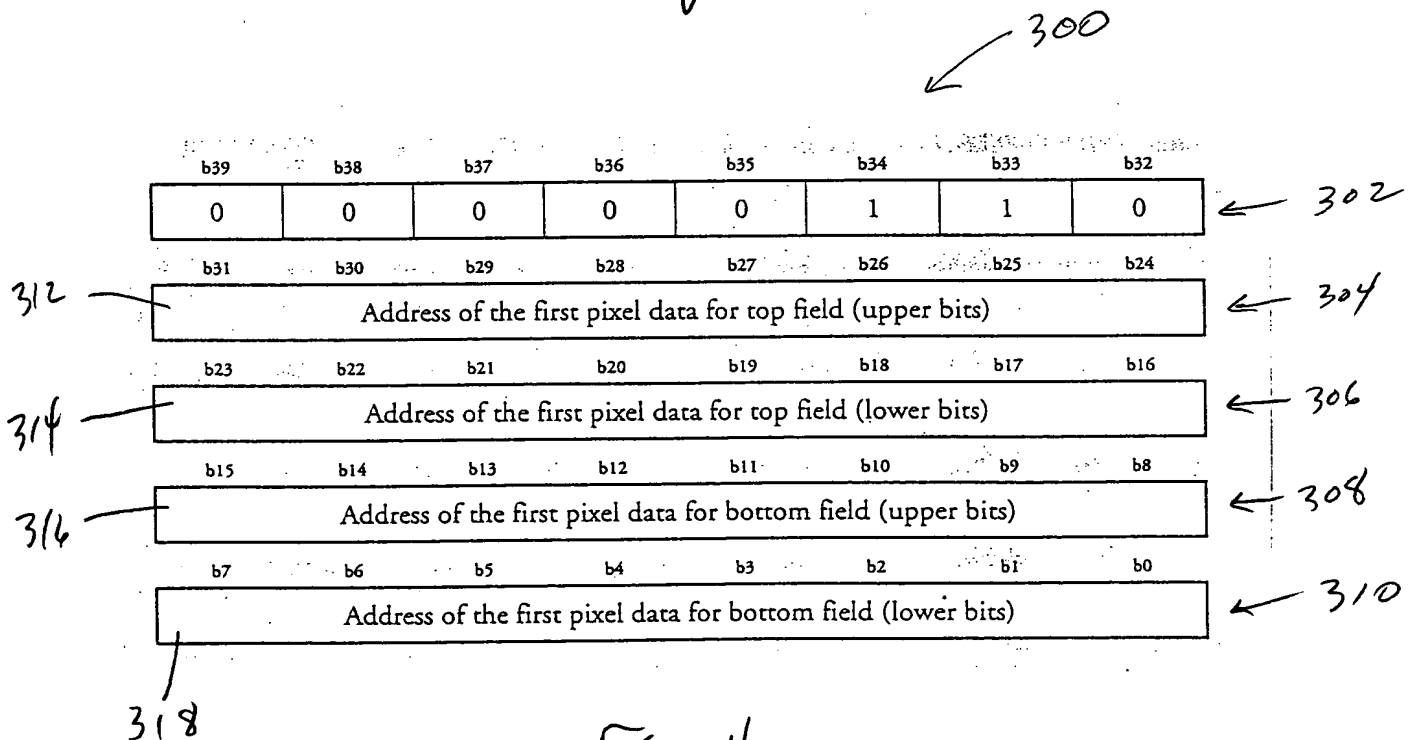 300
b39 b38 b37 b36 b35 b34 b33 b32
0 0 0 0 0 1 1 0
302
b31 b30 b29 b28 b27 b26 b25 b24
312
Address of the first pixel data for top field (upper bits)
304
b23 b22 b21 b20 b19 b18 b17 b16
314
Address of the first pixel data for top field (lower bits)
306
b15 b14 b13 b12 b11 b10 b9 b8
316
Address of the first pixel data for bottom field (upper bits)
308
b7 b6 b5 b4 b3 b2 b1 b0
Address of the first pixel data for bottom field (lower bits)
310
318